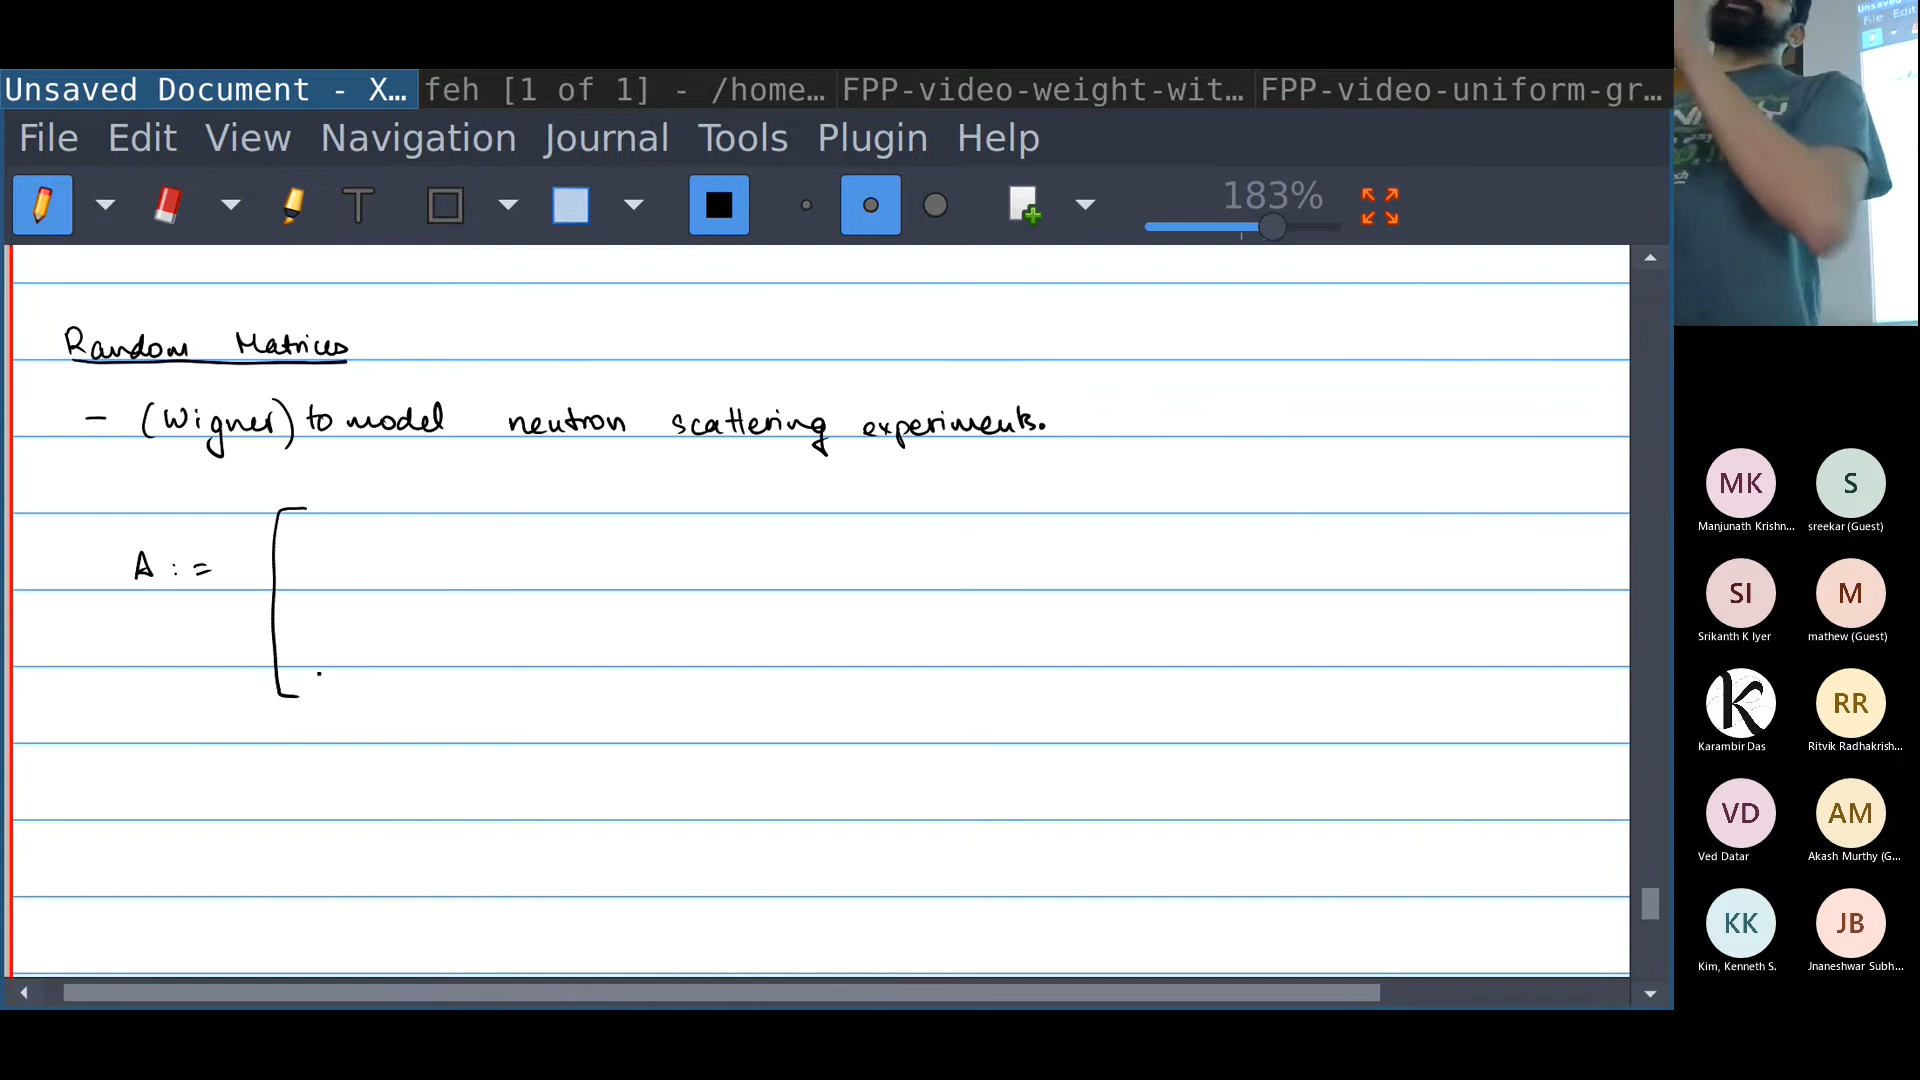 Unsaved Document - X...
feh [1 of 1] - /home...
FPP-video-weight-wit...
FPP-video-uniform-gr...
File Edit View Navigation Journal Tools Plugin Help
183%
Random Matrices
- (Wigner) to model neutron scattering experiments.
A :=
Unsaved
File Edit
MK
Manjunath Krishn...
S
sreekar (Guest)
SI
Srikanth K Iyer
M
mathew (Guest)
K
Karambir Das
RR
Ritvik Radhakrish...
VD
Ved Datar
AM
Akash Murthy (G...
KK
Kim, Kenneth S.
JB
Jnaneshwar Subh...